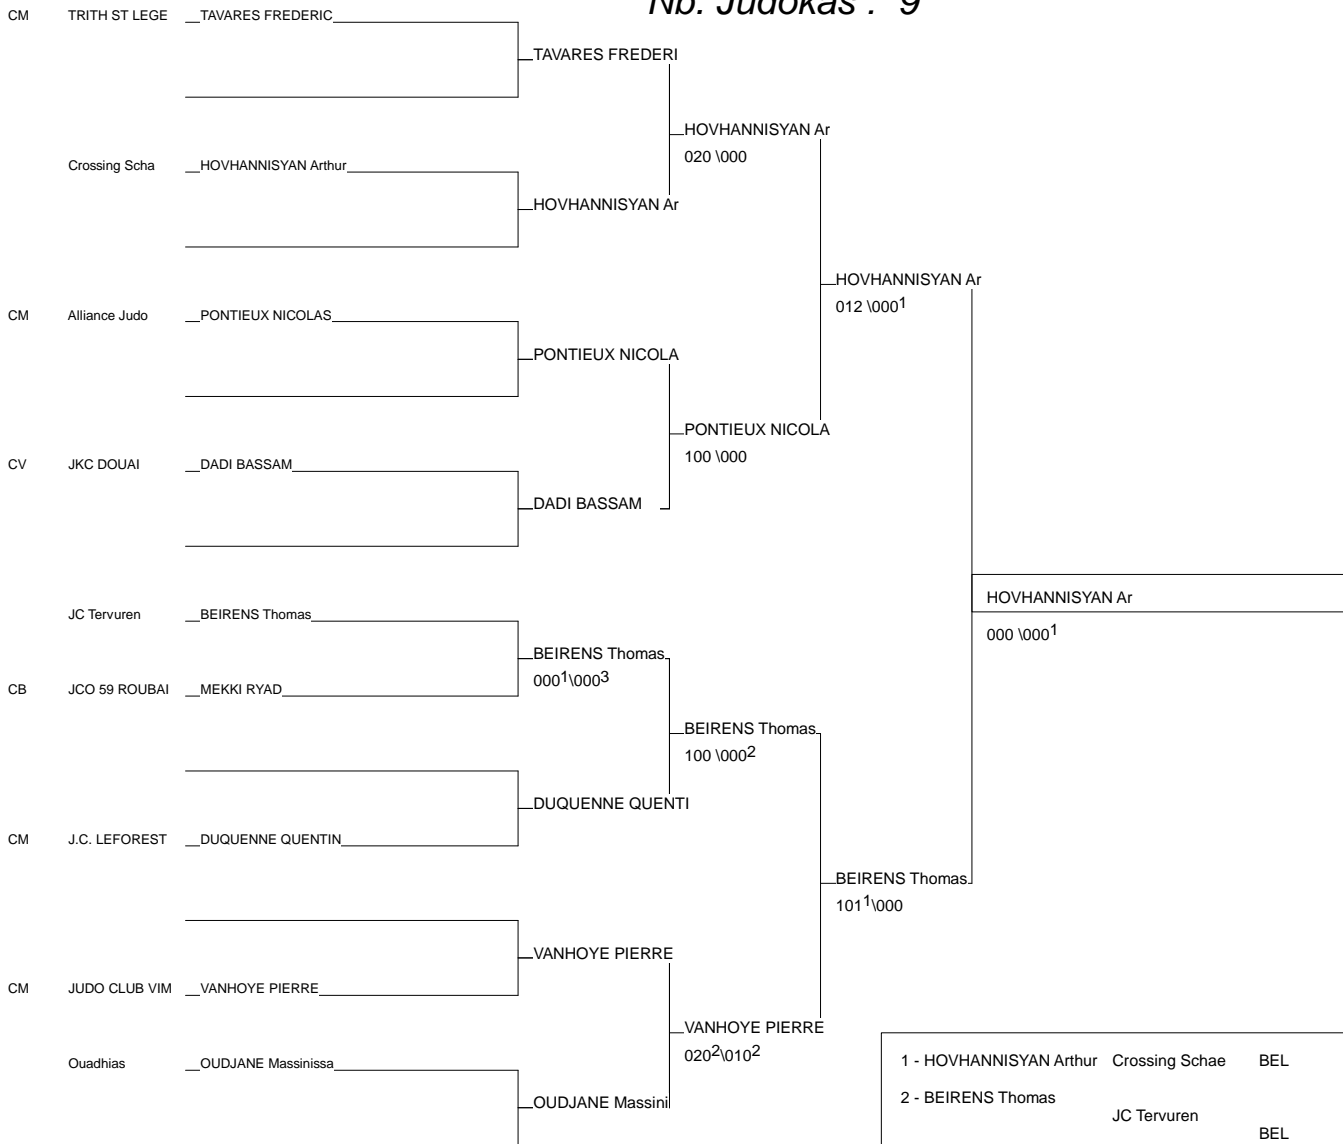 Nb. Judokas : 9
CM TRITH ST LEGE TAVARES FREDERIC
TAVARES FREDERI
HOVHANNISYAN Ar
020 \000
Crossing Scha HOVHANNISYAN Arthur
HOVHANNISYAN Ar
HOVHANNISYAN Ar
012 \000¹
CM Alliance Judo PONTIEUX NICOLAS
PONTIEUX NICOLA
PONTIEUX NICOLA
100 \000
CV JKC DOUAI DADI BASSAM
DADI BASSAM
HOVHANNISYAN Ar
000 \000¹
JC Tervuren BEIRENS Thomas
BEIRENS Thomas
000¹\000³
CB JCO 59 ROUBAI MEKKI RYAD
BEIRENS Thomas
100 \000²
DUQUENNE QUENTI
CM J.C. LEFOREST DUQUENNE QUENTIN
BEIRENS Thomas
101¹\000
VANHOYE PIERRE
CM JUDO CLUB VIM VANHOYE PIERRE
VANHOYE PIERRE
020²\010²
Ouadhias OUDJANE Massinissa
OUDJANE Massini
1 - HOVHANNISYAN Arthur Crossing Schae BEL
2 - BEIRENS Thomas
JC Tervuren
BEL